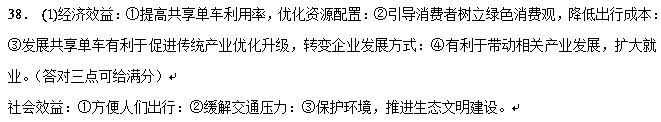 38． (1)经济效益：①提高共享单车利用率，优化资源配置：②引导消费者树立绿色消费观，降低出行成本：
③发展共享单车有利于促进传统产业优化升级，转变企业发展方式：④有利于带动相关产业发展，扩大就
业。（答对三点可给满分）↵
社会效益：①方便人们出行：②缓解交通压力：③保护环境，推进生态文明建设。↵